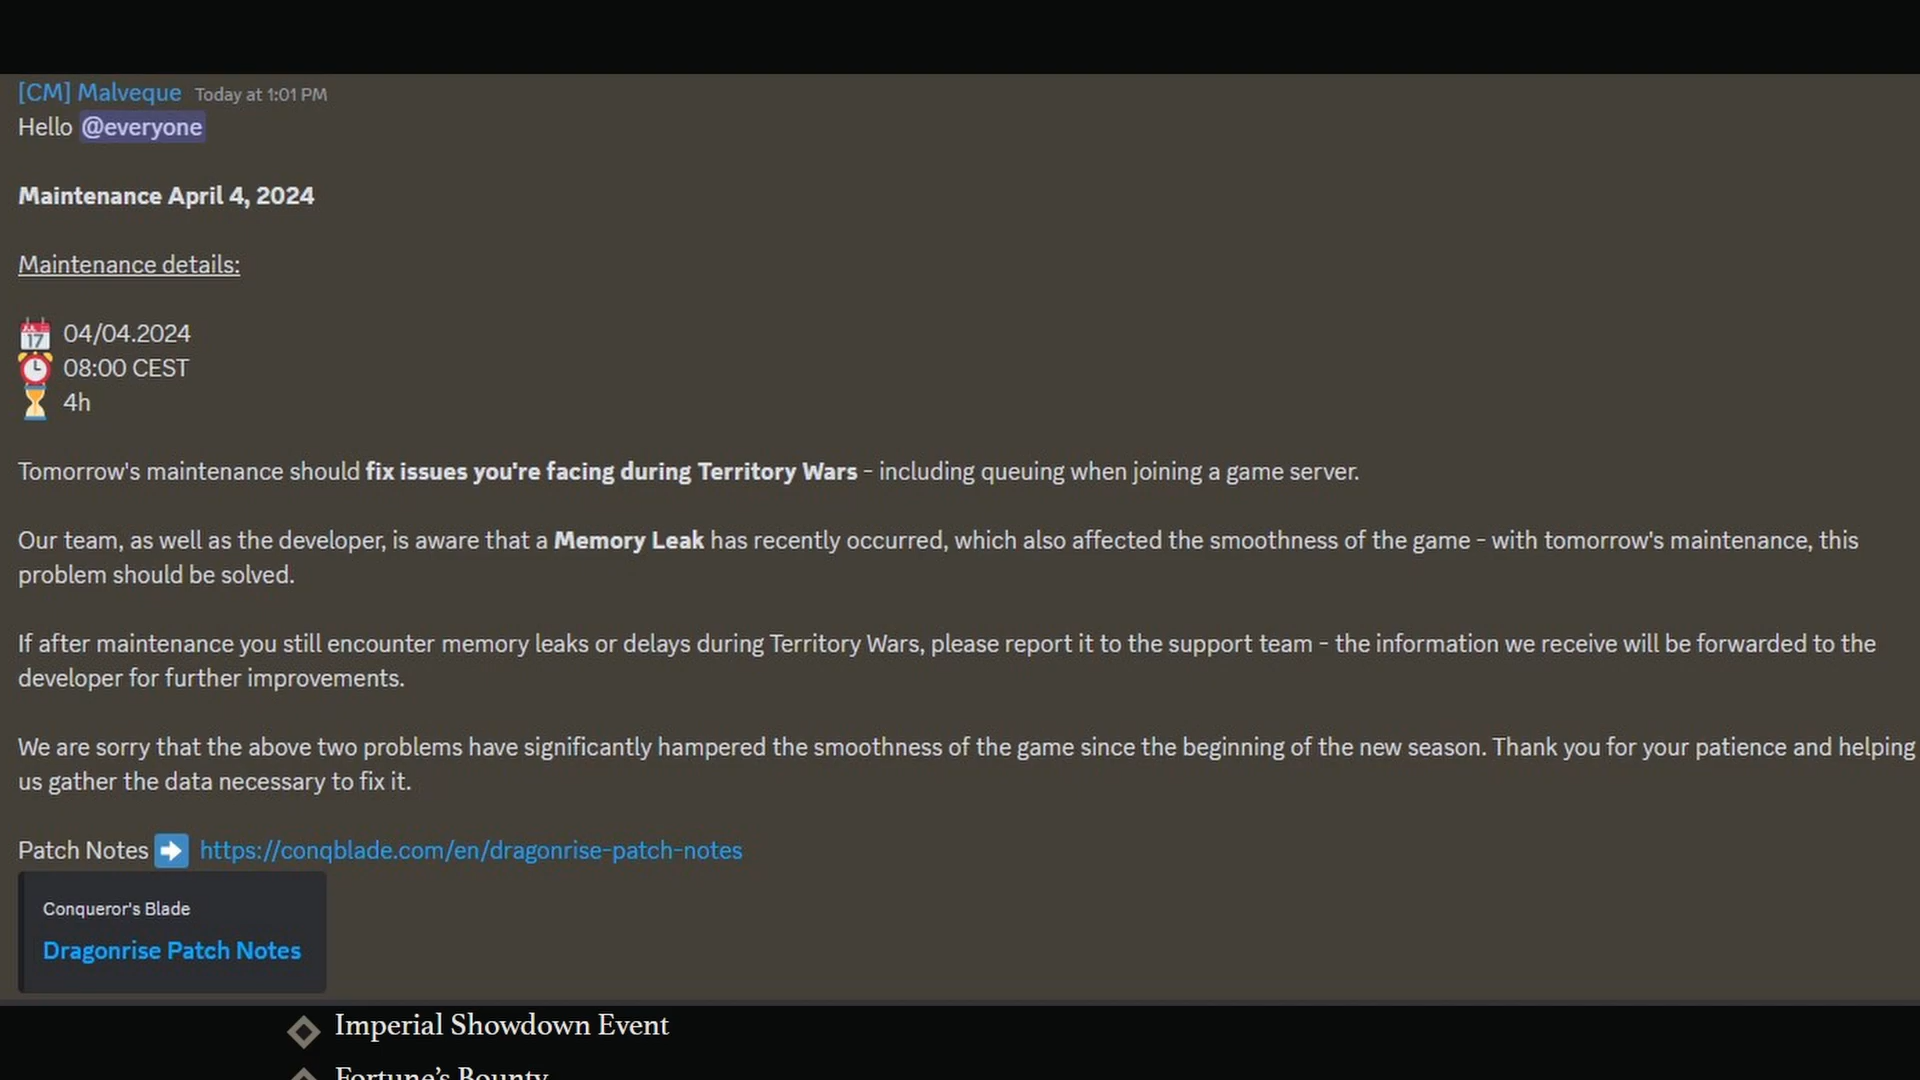 [CM] Malveque Today at 1:01 PM
Hello @everyone
Maintenance April 4, 2024
Maintenance details:
17 04/04.2024
08:00 CEST
4h
Tomorrow's maintenance should fix issues you're facing during Territory Wars - including queuing when joining a game server.
Our team, as well as the developer, is aware that a Memory Leak has recently occurred, which also affected the smoothness of the game - with tomorrow's maintenance, this
problem should be solved.
If after maintenance you still encounter memory leaks or delays during Territory Wars, please report it to the support team - the information we receive will be forwarded to the
developer for further improvements.
We are sorry that the above two problems have significantly hampered the smoothness of the game since the beginning of the new season. Thank you for your patience and helping
us gather the data necessary to fix it.
Patch Notes https://conqblade.com/en/dragonrise-patch-notes
Conqueror's Blade
Dragonrise Patch Notes
Imperial Showdown Event
Fortune's Bounty